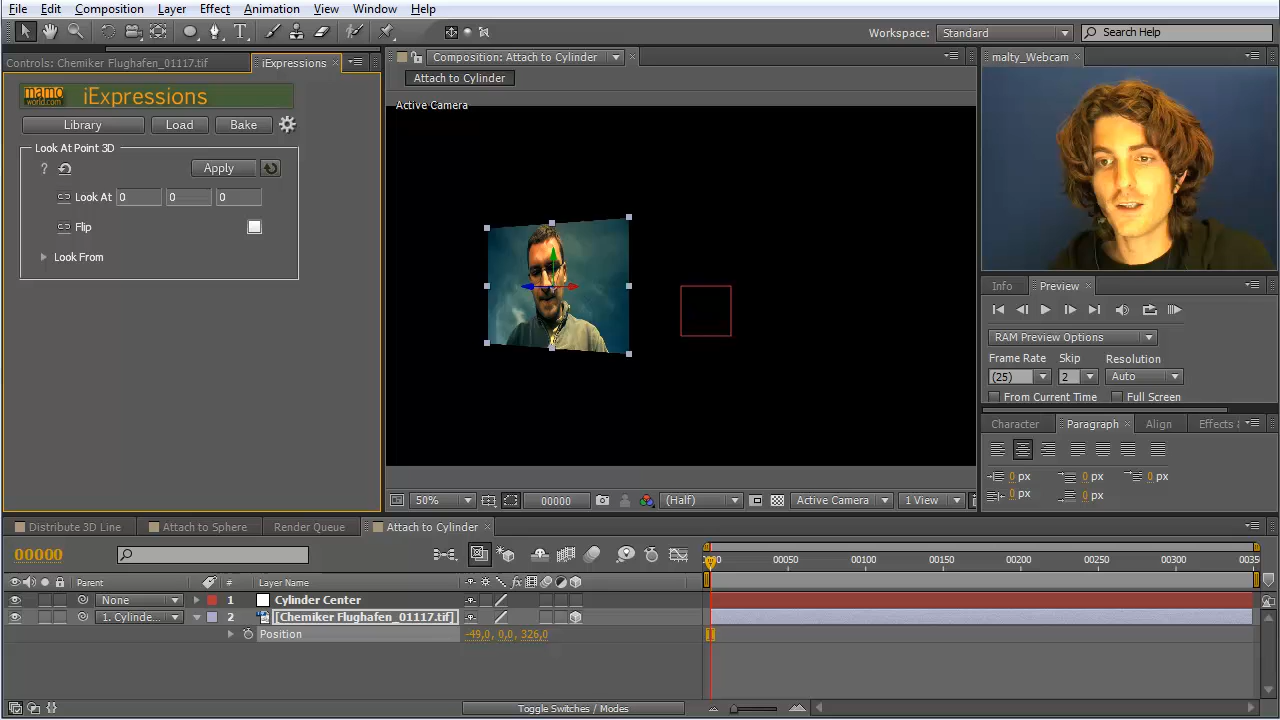 File Edit Composition Layer Effect Animation View Window Help
Workspace: Standard Search Help
Controls: Chemiker Flughafen_01117.tif iExpressions
Composition: Attach to Cylinder
malty_Webcam
Attach to Cylinder
mamo world.com iExpressions
Active Camera
Library Load Bake
Look At Point 3D
? Apply
Look At 0 0 0
Flip
Look From
Info Preview
RAM Preview Options
Frame Rate Skip Resolution
(25) 2 Auto
From Current Time Full Screen
Character Paragraph Align Effects &
0 px 0 px 0 px
0 px 0 px
50% 00000 (Half) Active Camera 1 View
Distribute 3D Line Attach to Sphere Render Queue Attach to Cylinder
00000
00050 00100 00150 00200 00250 00300 0035
Parent # Layer Name
None 1 Cylinder Center
1. Cylinde... 2 [Chemiker Flughafen_01117.tif]
Position -49,0, 0,0, 326,0
Toggle Switches / Modes